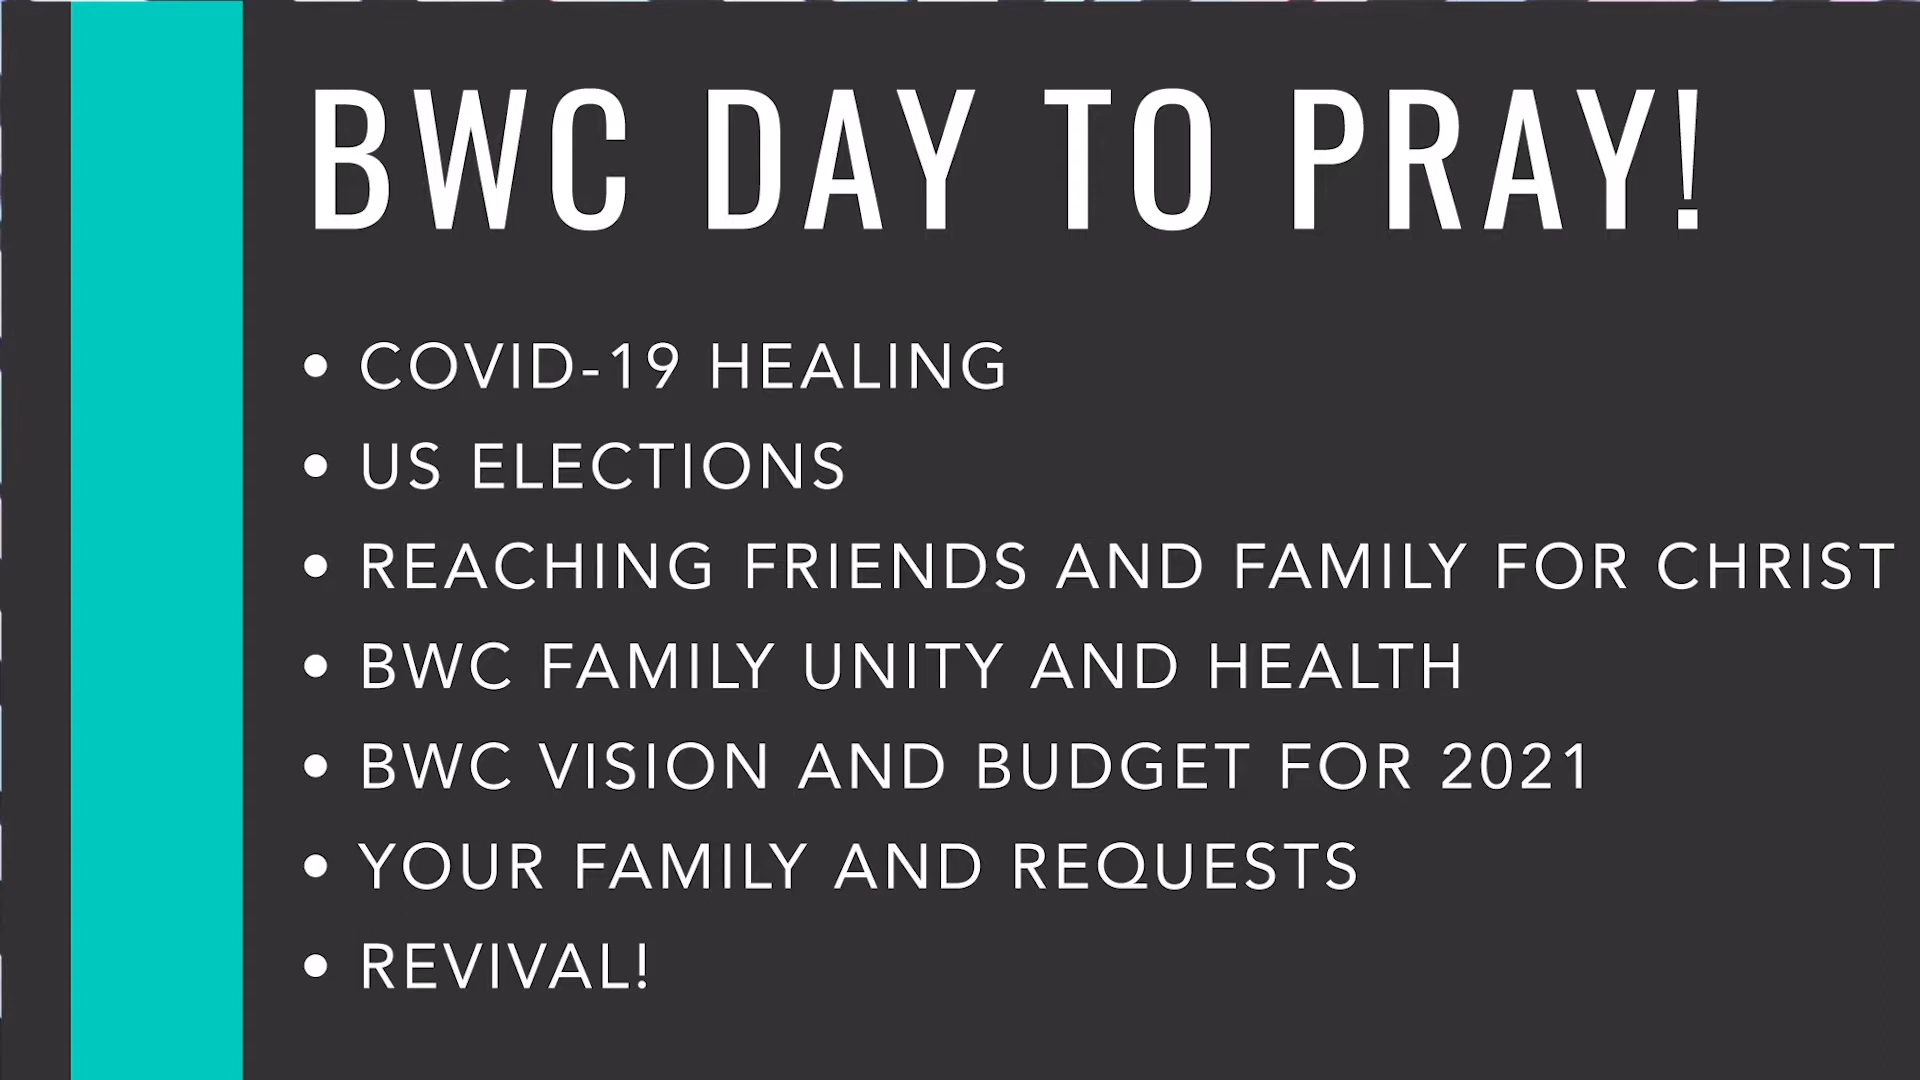 BWC DAY TO PRAY!
• COVID-19 HEALING
• US ELECTIONS
• REACHING FRIENDS AND FAMILY FOR CHRIST
• BWC FAMILY UNITY AND HEALTH
• BWC VISION AND BUDGET FOR 2021
• YOUR FAMILY AND REQUESTS
• REVIVAL!